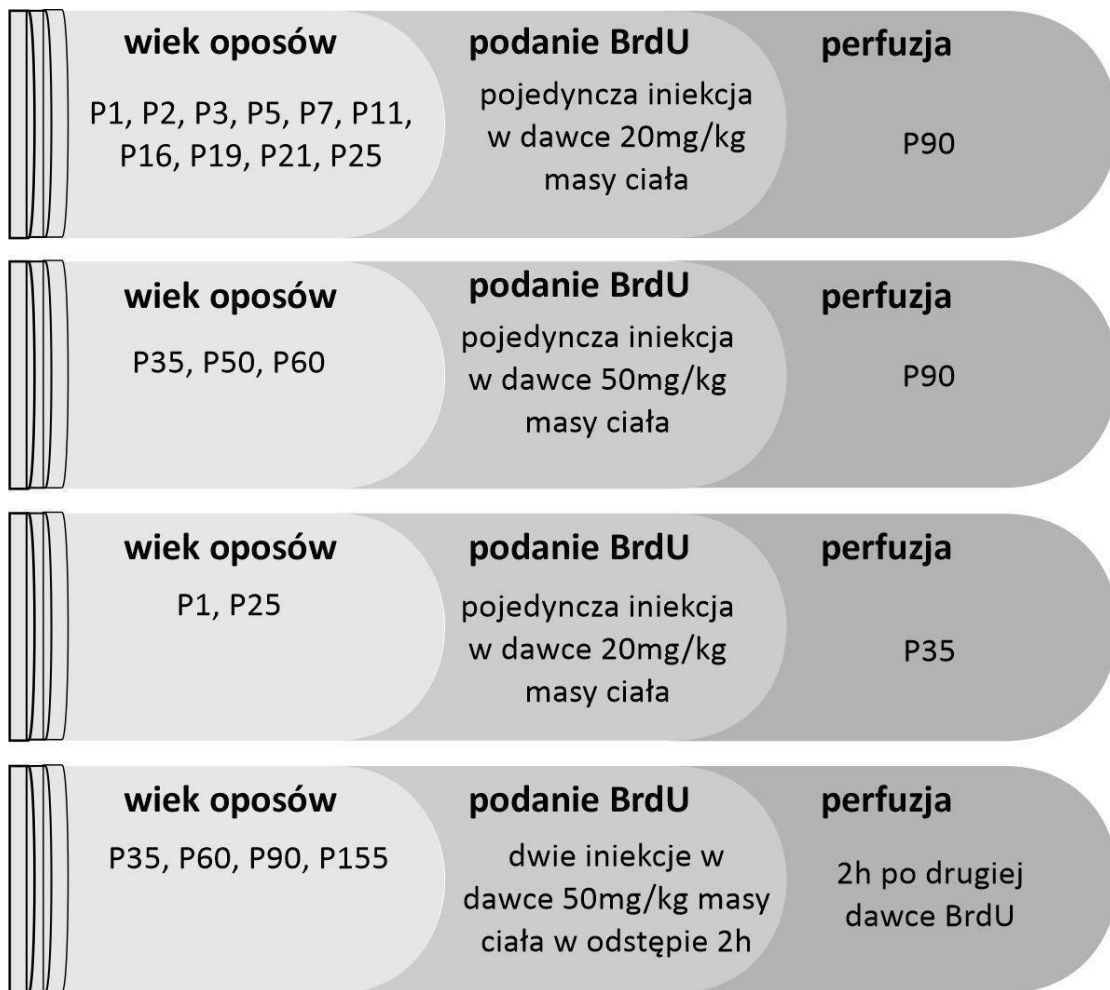 wiek oposów
P1, P2, P3, P5, P7, P11,
P16, P19, P21, P25
podanie BrdU
pojedyncza iniekcja
w dawce 20mg/kg
masy ciała
perfuzja
P90
wiek oposów
P35, P50, P60
podanie BrdU
pojedyncza iniekcja
w dawce 50mg/kg
masy ciała
perfuzja
P90
wiek oposów
P1, P25
podanie BrdU
pojedyncza iniekcja
w dawce 20mg/kg
masy ciała
perfuzja
P35
wiek oposów
P35, P60, P90, P155
podanie BrdU
dwie iniekcje w
dawce 50mg/kg masy
ciała w odstępie 2h
perfuzja
2h po drugiej
dawce BrdU